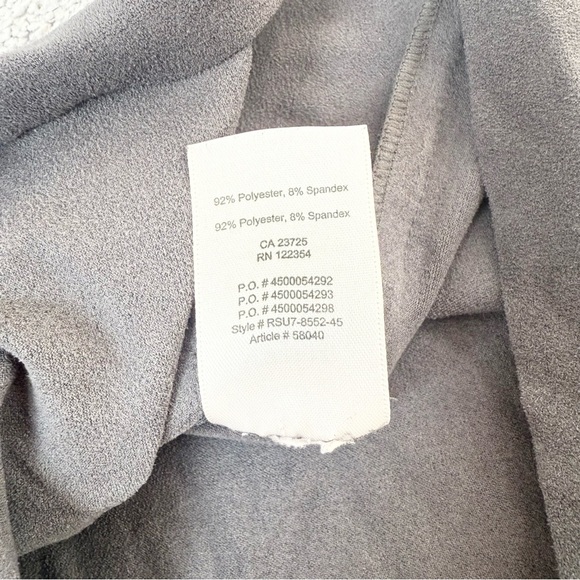 92% Polyester, 8% Spandex
92% Polyester, 8% Spandex
CA 23725
RN 122354
P.O. # 4500054292
P.O. # 4500054293
P.O. # 4500054298
Style # RSU7-8552-45
Article # 58040